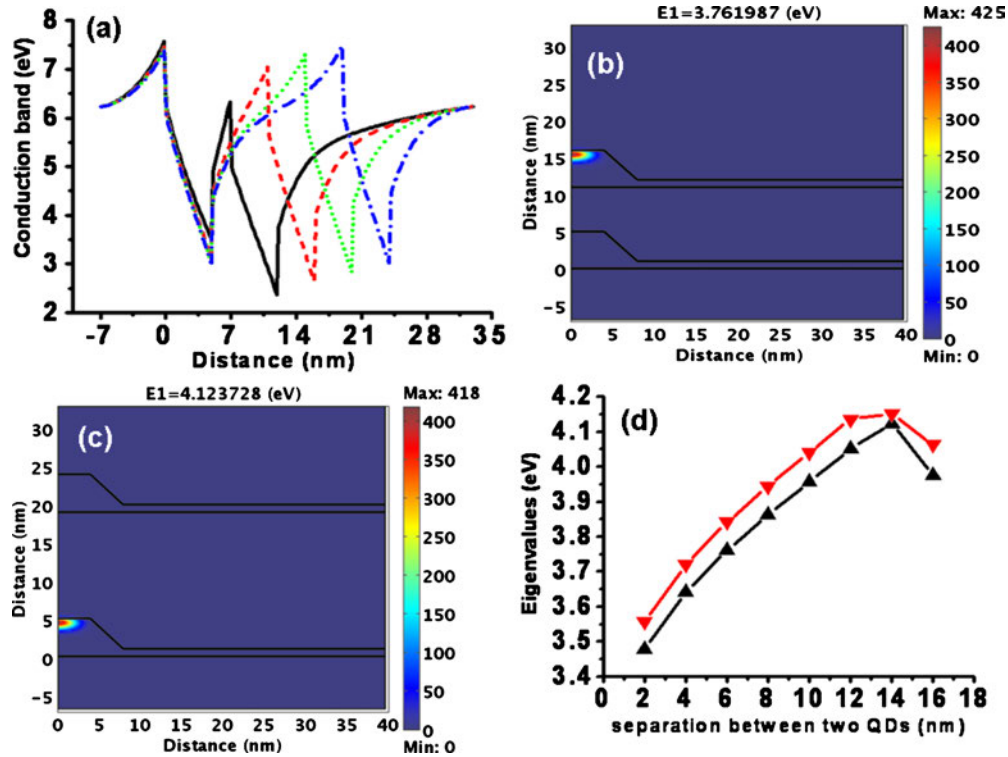 (a)
Conduction band (eV)
8
7
6
5
4
3
2
-7 0 7 14 21 28 35
Distance (nm)
E1=3.761987 (eV)
Max: 425
(b)
Distance (nm)
30
25
20
15
10
5
0
-5
0 5 10 15 20 25 30 35 40
Distance (nm)
400
350
300
250
200
150
100
50
0
Min: 0
E1=4.123728 (eV)
Max: 418
(c)
Distance (nm)
30
25
20
15
10
5
0
-5
0 5 10 15 20 25 30 35 40
Distance (nm)
400
350
300
250
200
150
100
50
0
Min: 0
(d)
Eigenvalues (eV)
4.2
4.1
4.0
3.9
3.8
3.7
3.6
3.5
3.4
0 2 4 6 8 10 12 14 16 18
separation between two QDs (nm)